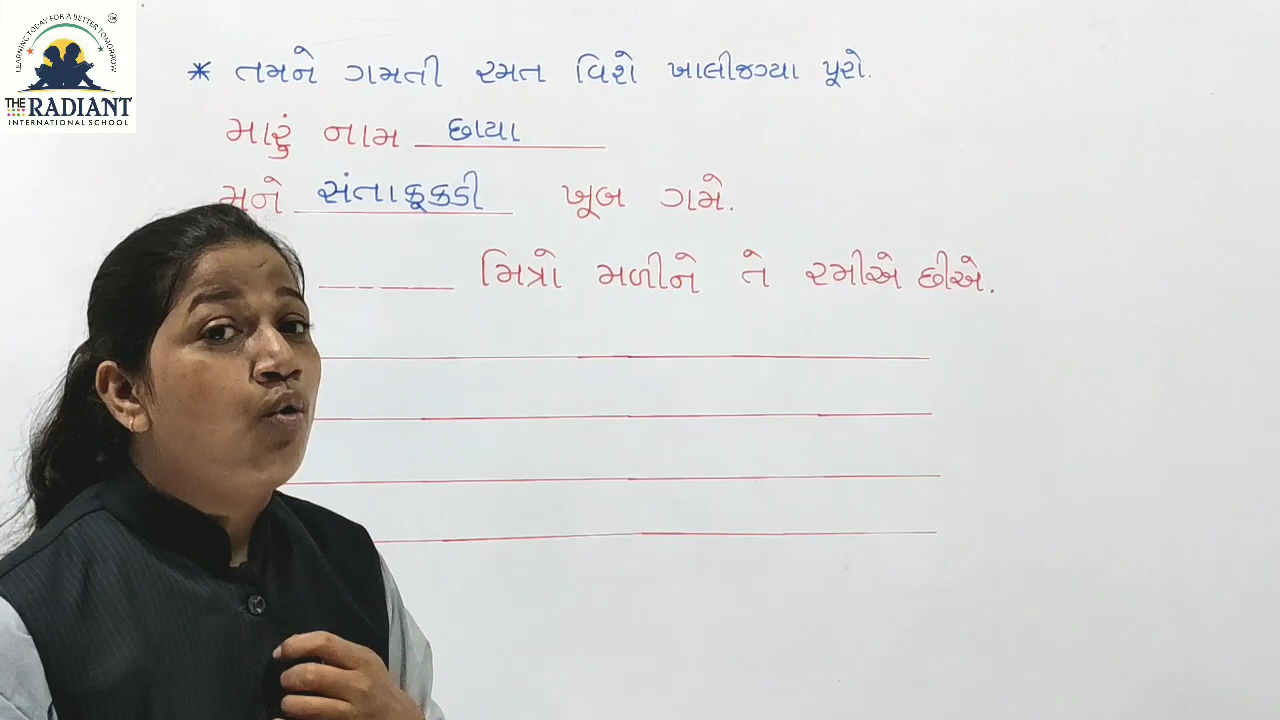 LEARNING TODAY FOR A BETTER TOMORROW
THE RADIANT
INTERNATIONAL SCHOOL
* તમને ગમતી રમત વિશે ખાલીજગ્યા પૂરો.
મારું નામ છાયા
મને સંતાકૂકડી ખૂબ ગમે.
મિત્રો મળીને તે રમીએ છીએ.